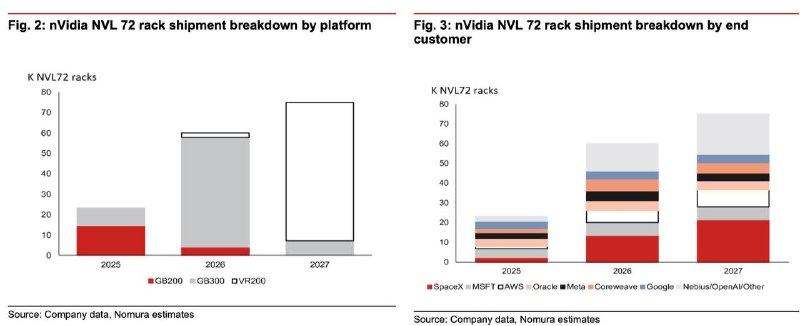 Fig. 2: nVidia NVL 72 rack shipment breakdown by platform
K NVL72 racks
80
70
60
50
40
30
20
10
0
2025 2026 2027
GB200 GB300 VR200
Source: Company data, Nomura estimates
Fig. 3: nVidia NVL 72 rack shipment breakdown by end
customer
K NVL72 racks
80
70
60
50
40
30
20
10
0
2025 2026 2027
SpaceX MSFT AWS Oracle Meta Coreweave Google Nebius/OpenAI/Other
Source: Company data, Nomura estimates